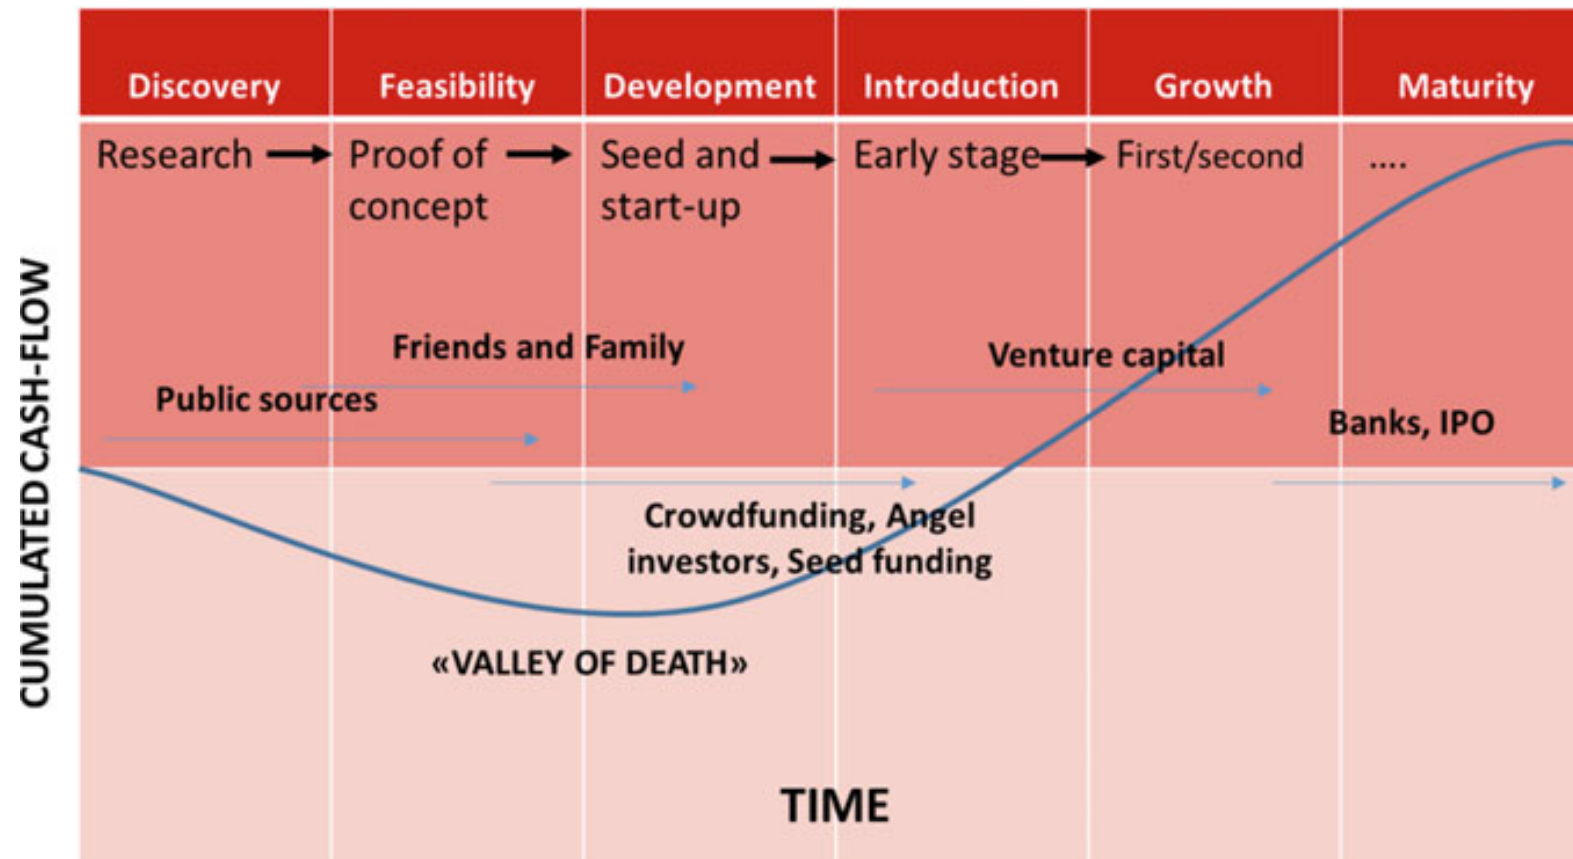 Discovery
Feasibility
Development
Introduction
Growth
Maturity
Research
Proof of
concept
Seed and
start-up
Early stage
First/second
....
Friends and Family
Public sources
Venture capital
Banks, IPO
Crowdfunding, Angel
investors, Seed funding
«VALLEY OF DEATH»
CUMULATED CASH-FLOW
TIME